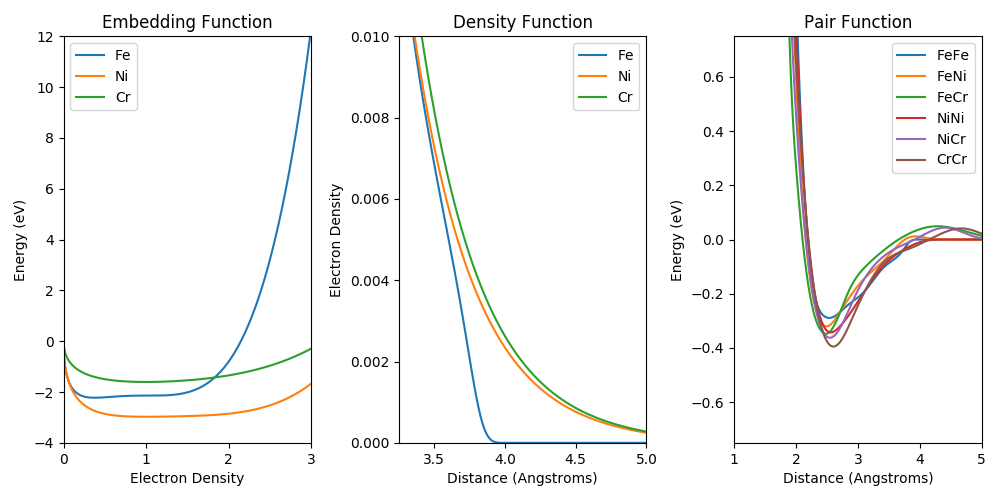 Embedding Function
Energy (eV)
12
10
8
6
4
2
0
−2
−4
0
1
2
3
Electron Density
Fe
Ni
Cr
Density Function
Electron Density
0.010
0.008
0.006
0.004
0.002
0.000
3.5
4.0
4.5
5.0
Distance (Angstroms)
Fe
Ni
Cr
Pair Function
Energy (eV)
0.6
0.4
0.2
0.0
−0.2
−0.4
−0.6
1
2
3
4
5
Distance (Angstroms)
FeFe
FeNi
FeCr
NiNi
NiCr
CrCr